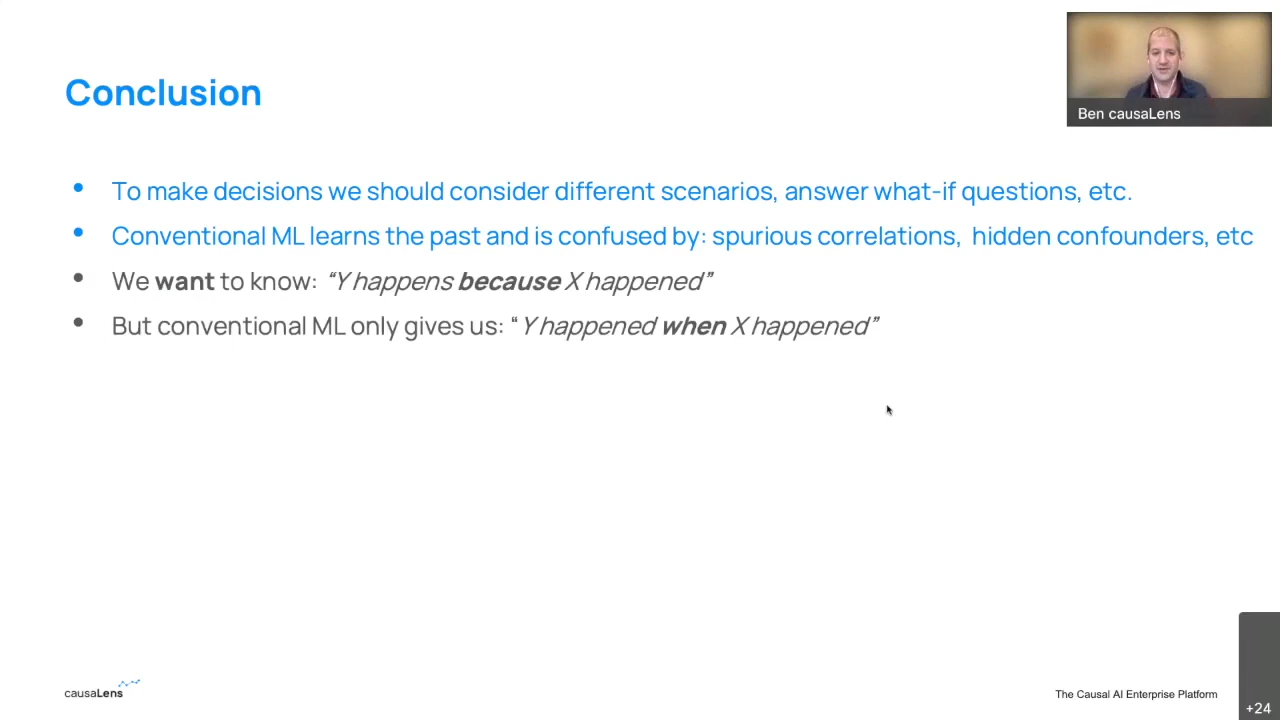 Conclusion
Ben causaLens
• To make decisions we should consider different scenarios, answer what-if questions, etc.
• Conventional ML learns the past and is confused by: spurious correlations, hidden confounders, etc
• We want to know: “Y happens because X happened”
• But conventional ML only gives us: “Y happened when X happened”
causaLens
The Causal AI Enterprise Platform
+24